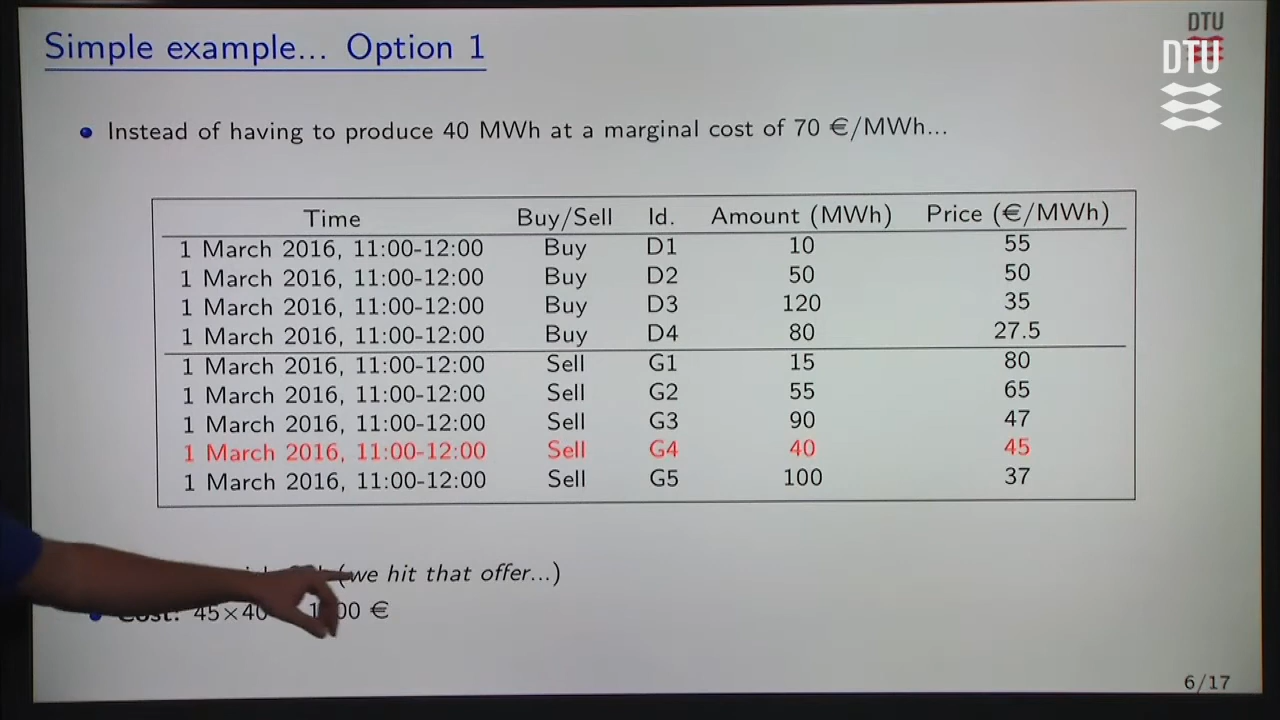 DTU
DTU
Simple example... Option 1
Instead of having to produce 40 MWh at a marginal cost of 70 €/MWh...
Time Buy/Sell Id. Amount (MWh) Price (€/MWh)
1 March 2016, 11:00-12:00 Buy D1 10 55
1 March 2016, 11:00-12:00 Buy D2 50 50
1 March 2016, 11:00-12:00 Buy D3 120 35
1 March 2016, 11:00-12:00 Buy D4 80 27.5
1 March 2016, 11:00-12:00 Sell G1 15 80
1 March 2016, 11:00-12:00 Sell G2 55 65
1 March 2016, 11:00-12:00 Sell G3 90 47
1 March 2016, 11:00-12:00 Sell G4 40 45
1 March 2016, 11:00-12:00 Sell G5 100 37
(we hit that offer...)
Cost: 45×40 €
6/17